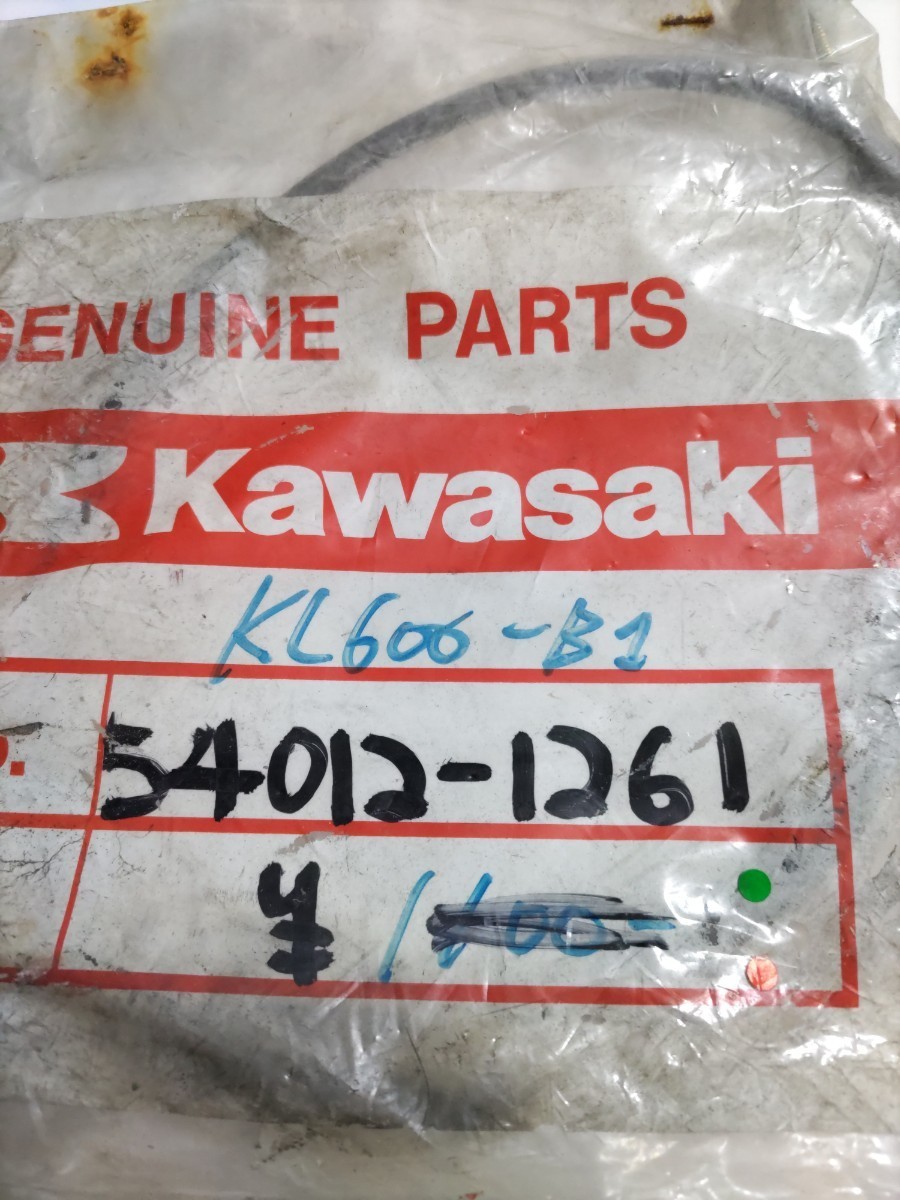 GENUINE PARTS
Kawasaki
KL600-B1
54012-1261
¥